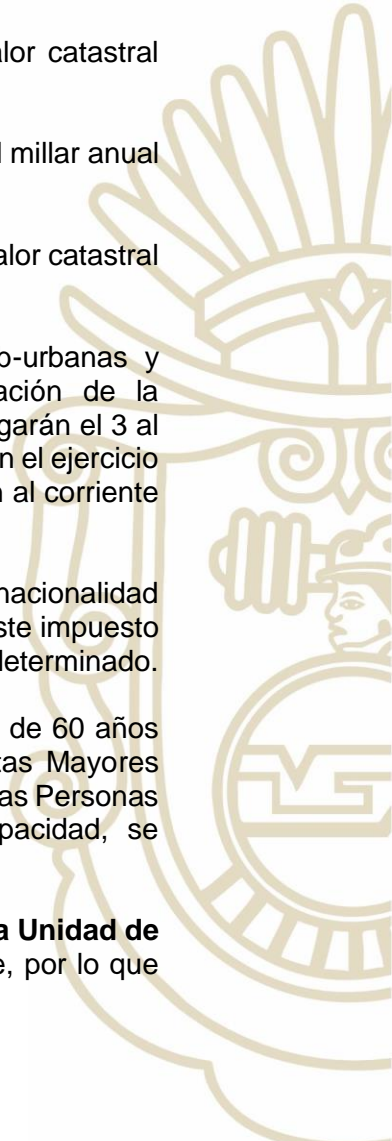 alor catastral
l millar anual
alor catastral
o-urbanas y
ación de la
garán el 3 al
n el ejercicio
n al corriente
nacionalidad
ste impuesto
determinado.
de 60 años
tas Mayores
as Personas
pacidad, se
a Unidad de
e, por lo que